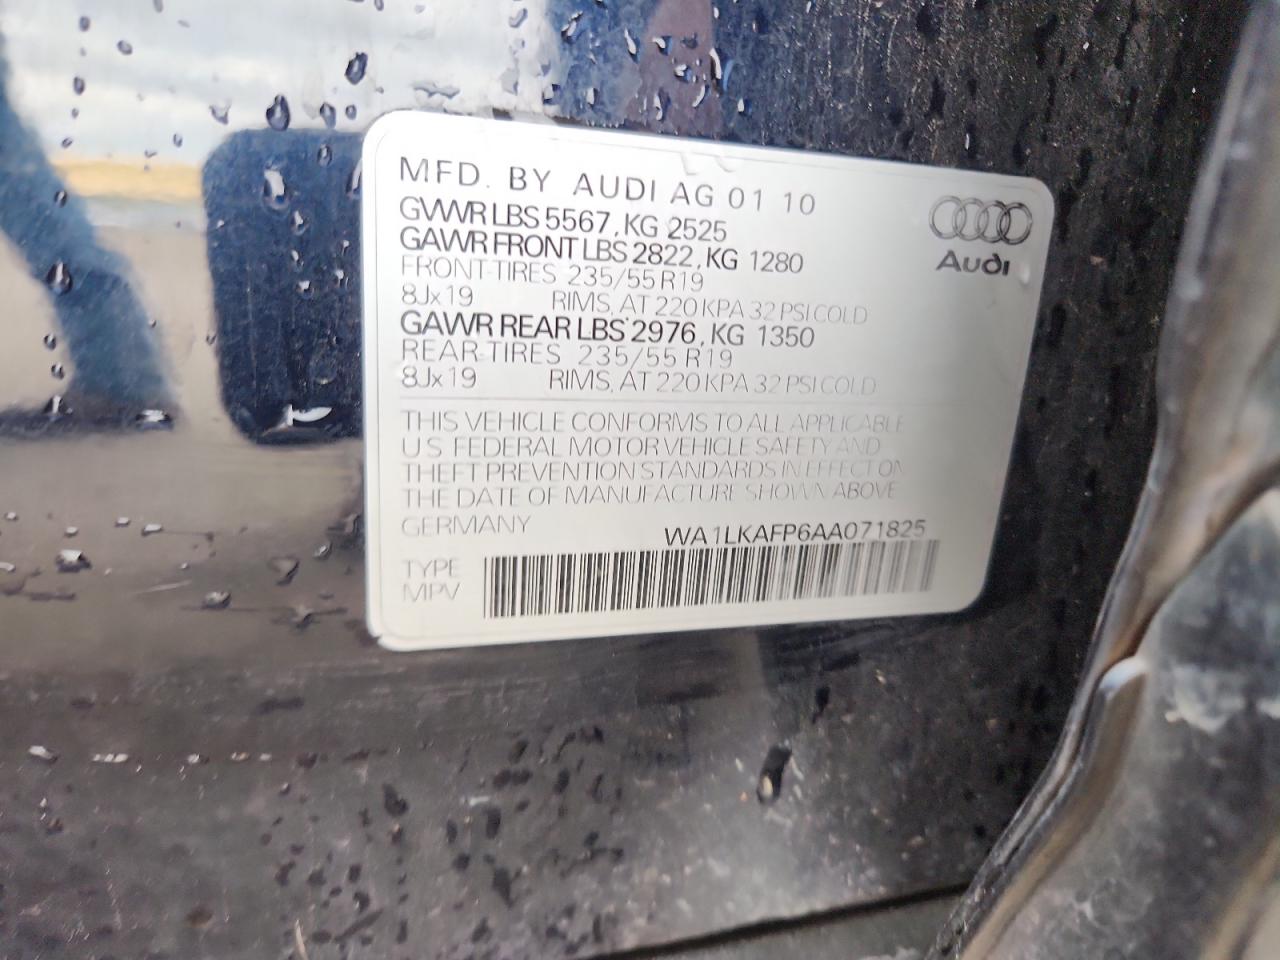 MFD. BY AUDI AG 01 10
GVWR LBS 5567, KG 2525
GAWR FRONT LBS 2822, KG 1280
FRONT-TIRES 235/55 R19
8Jx19 RIMS, AT 220 KPA 32 PSI COLD
GAWR REAR LBS 2976, KG 1350
REAR-TIRES 235/55 R19
8Jx19 RIMS, AT 220 KPA 32 PSI COLD
Audi
THIS VEHICLE CONFORMS TO ALL APPLICABLE
US FEDERAL MOTOR VEHICLE SAFETY AND
THEFT PREVENTION STANDARDS IN EFFECT ON
THE DATE OF MANUFACTURE SHOWN ABOVE
GERMANY WA1LKAFP6AA071825
TYPE
MPV